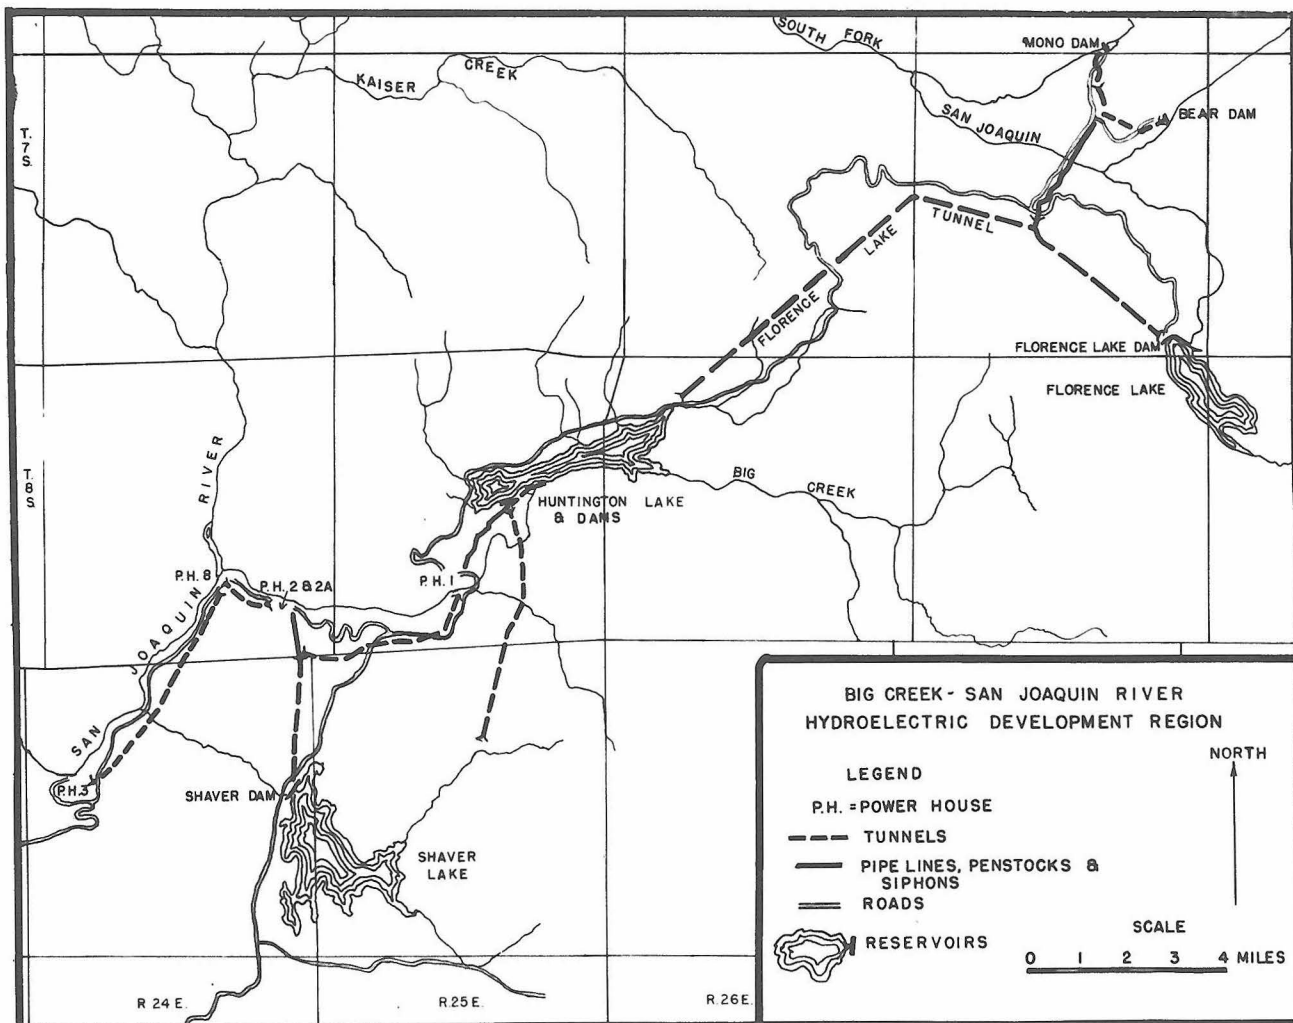 SOUTH FORK
MONO DAM
KAISER CREEK
BEAR DAM
SAN JOAQUIN
T.
7
S.
FLORENCE LAKE TUNNEL
FLORENCE LAKE DAM
FLORENCE LAKE
T.
8
S
BIG CREEK
HUNTINGTON LAKE
& DAMS
P.H. 8
P.H. 2 & 2A
P.H. 1
SAN JOAQUIN RIVER
P.H.3
SHAVER DAM
SHAVER
LAKE
R 24 E.
R.25 E.
R. 26 E.
BIG CREEK - SAN JOAQUIN RIVER
HYDROELECTRIC DEVELOPMENT REGION
NORTH
LEGEND
P.H. = POWER HOUSE
TUNNELS
PIPE LINES, PENSTOCKS &
SIPHONS
ROADS
RESERVOIRS
SCALE
0 1 2 3 4 MILES